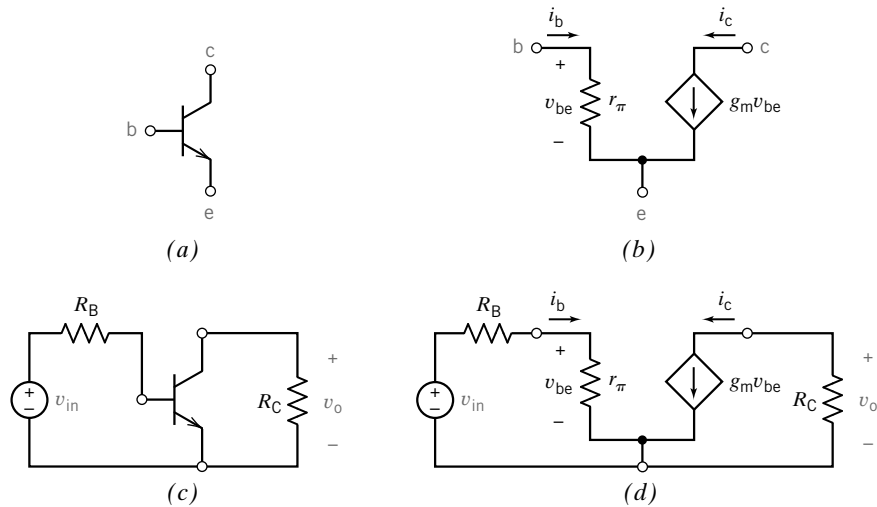 c
b
e
(a)
i_b
i_c
b
c
+
v_be
r_π
g_m v_be
−
e
(b)
R_B
+
−
v_in
R_C
+
v_o
−
(c)
R_B
i_b
i_c
+
−
v_in
+
v_be
r_π
−
g_m v_be
R_C
+
v_o
−
(d)